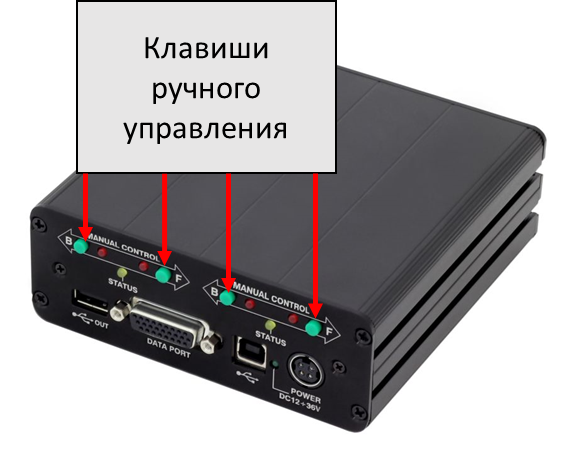 Клавиши
ручного
управления
B MANUAL CONTROL F
STATUS
B MANUAL CONTROL F
STATUS
OUT
DATA PORT
POWER
DC12÷36V